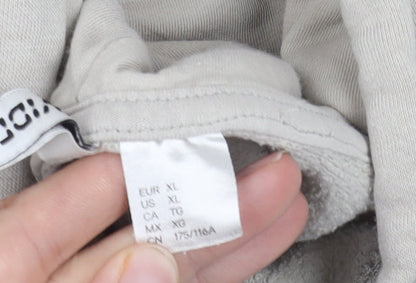 EUR XL
US XL
CA TG
MX XG
CN 175/116A